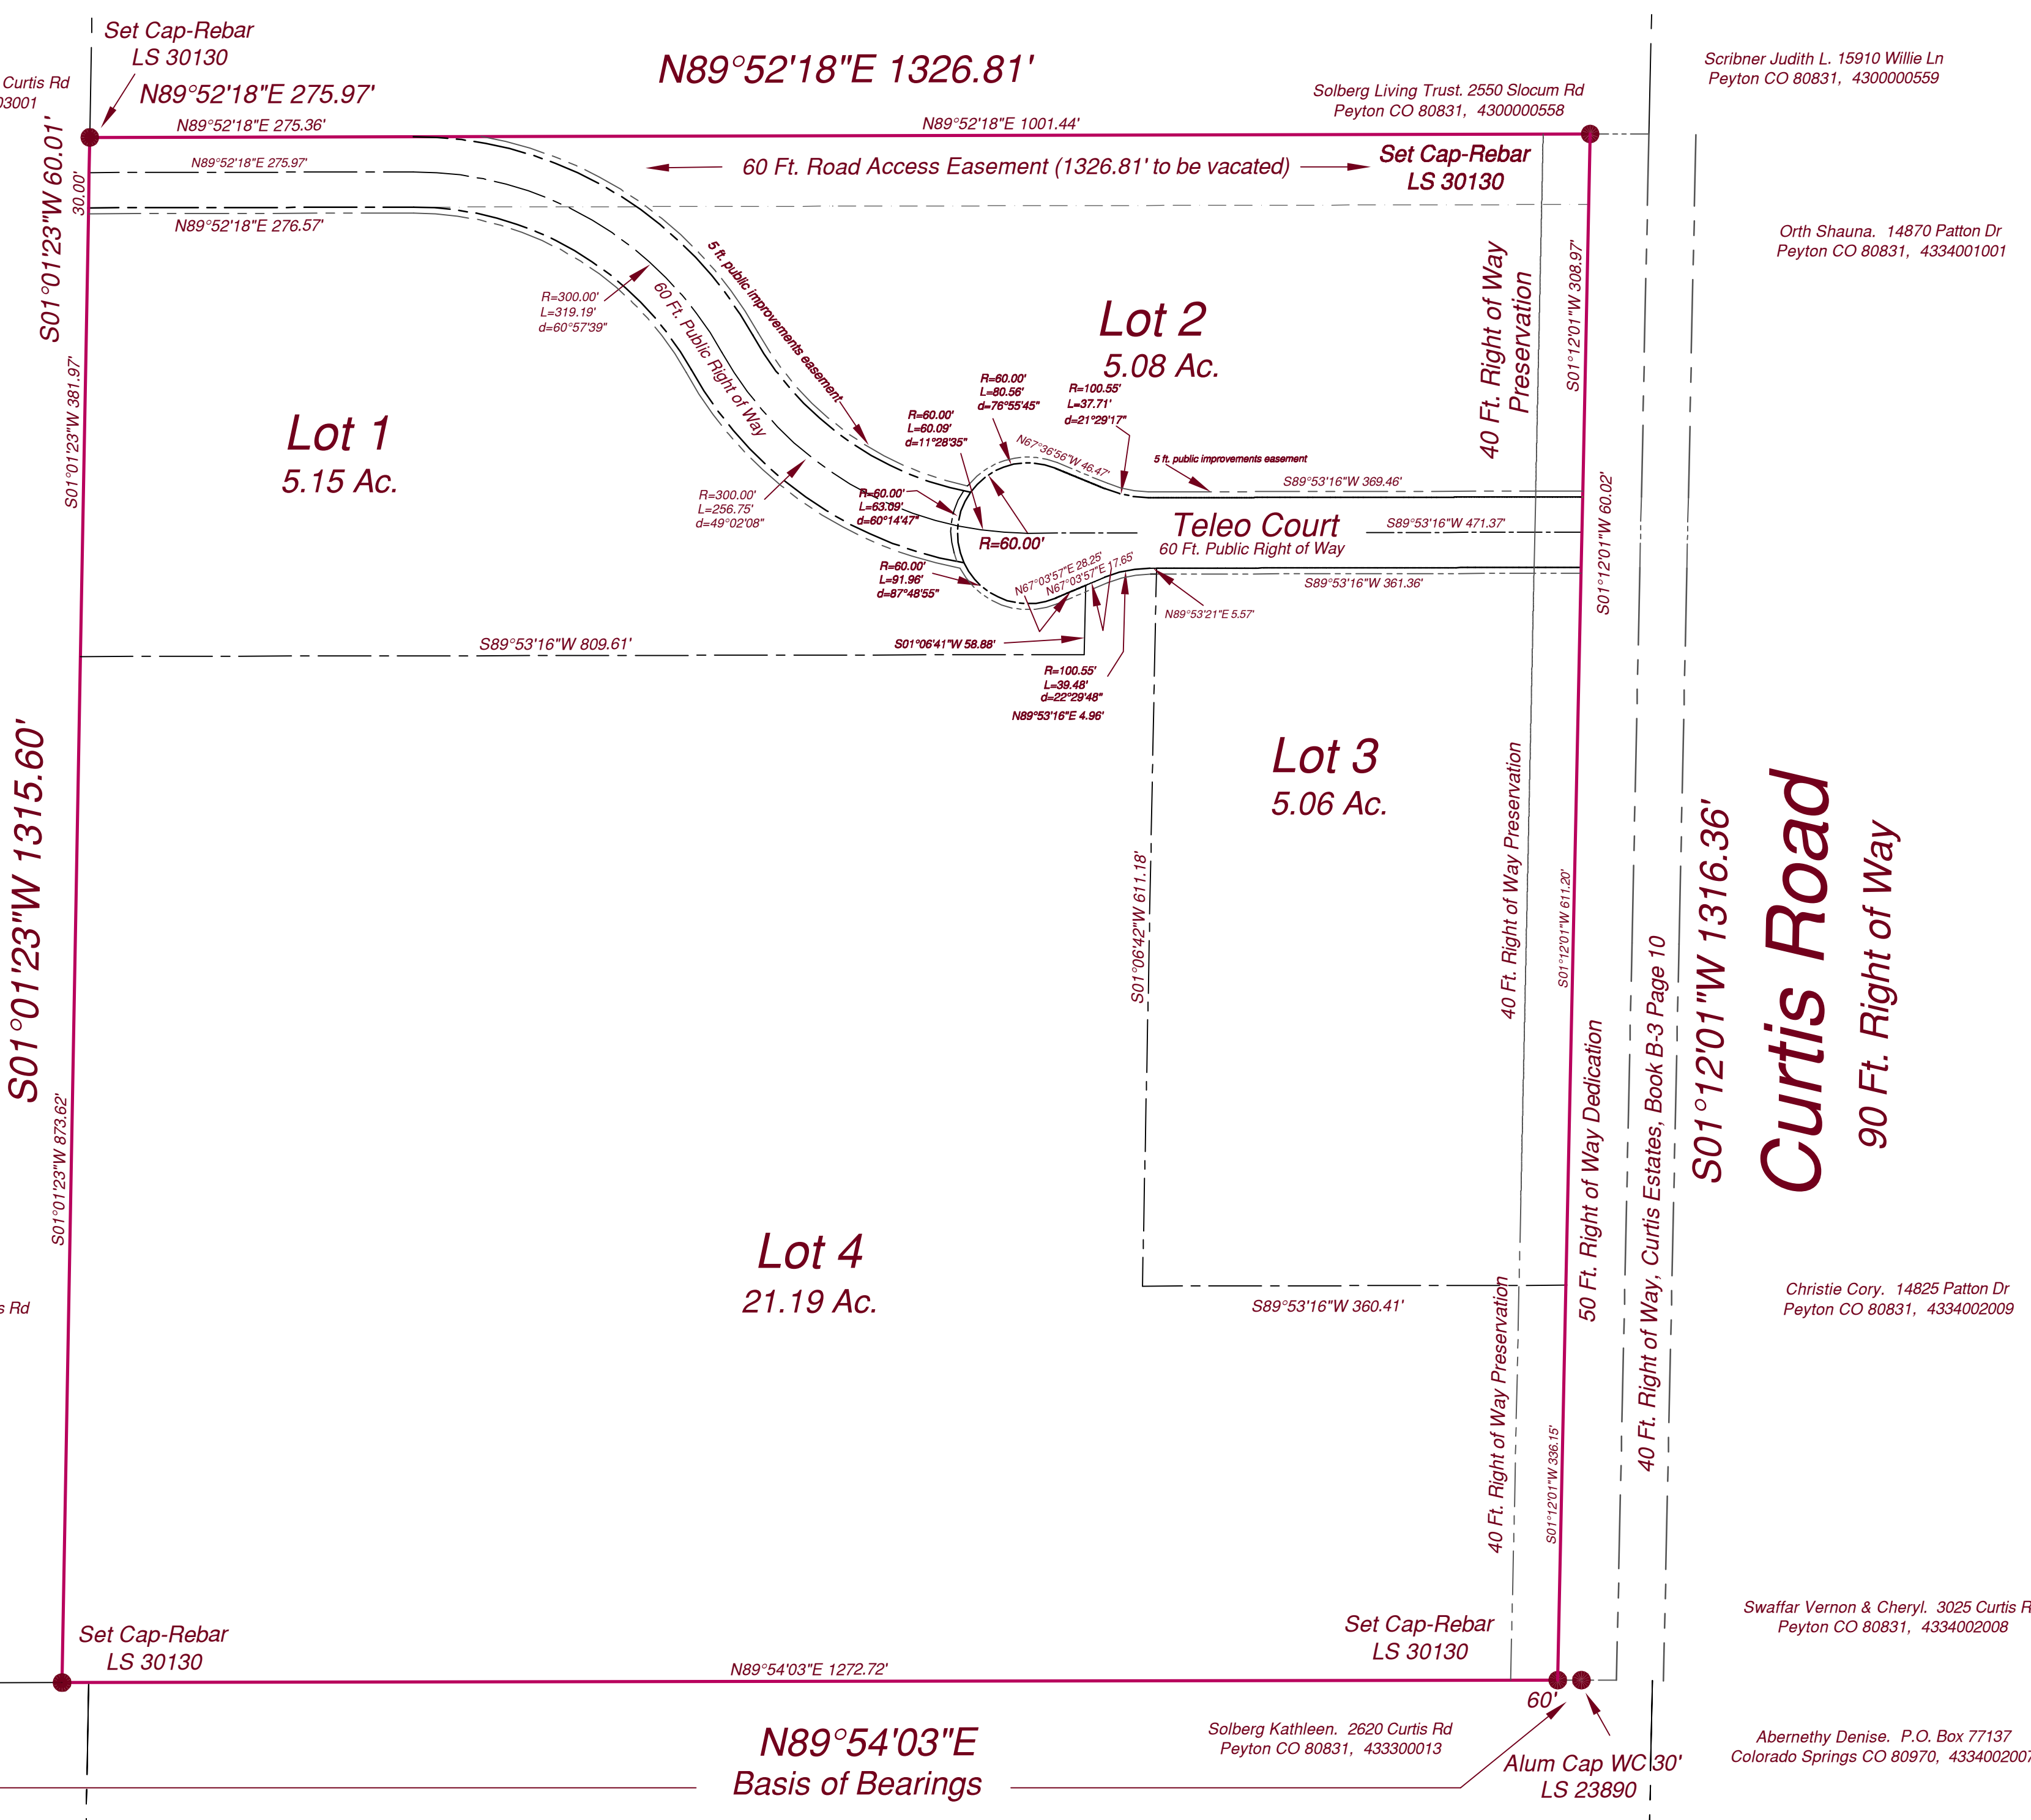 Set Cap-Rebar
LS 30130
N89°52'18"E 1326.81'
Scribner Judith L. 15910 Willie Ln
Peyton CO 80831, 4300000559
Curtis Rd
03001
N89°52'18"E 275.97'
Solberg Living Trust. 2550 Slocum Rd
Peyton CO 80831, 4300000558
N89°52'18"E 275.36'
N89°52'18"E 1001.44'
S01°01'23"W 60.01'
30.00'
N89°52'18"E 275.97'
60 Ft. Road Access Easement (1326.81' to be vacated)
Set Cap-Rebar
LS 30130
N89°52'18"E 276.57'
Orth Shauna. 14870 Patton Dr
Peyton CO 80831, 4334001001
5 ft. public improvements easement
60 Ft. Public Right of Way
R=300.00'
L=319.19'
d=60°57'39"
Lot 2
5.08 Ac.
40 Ft. Right of Way
Preservation
S01°12'01"W 308.97'
S01°01'23"W 381.97'
Lot 1
5.15 Ac.
R=60.00'
L=80.56'
d=76°55'45"
R=100.55'
L=37.71'
d=21°29'17"
R=60.00'
L=60.09'
d=11°28'35"
N67°36'56"W 46.47'
5 ft. public improvements easement
S89°53'16"W 369.46'
R=300.00'
L=256.75'
d=49°02'08"
R=60.00'
L=63.09'
d=60°14'47"
R=60.00'
Teleo Court
60 Ft. Public Right of Way
S89°53'16"W 471.37'
S01°12'01"W 60.02'
R=60.00'
L=91.96'
d=87°48'55"
N67°03'57"E 28.25'
N67°03'57"E 17.65'
S89°53'16"W 361.36'
N89°53'21"E 5.57'
S89°53'16"W 809.61'
S01°06'41"W 58.88'
R=100.55'
L=39.48'
d=22°29'48"
N89°53'16"E 4.96'
Lot 3
5.06 Ac.
S01°01'23"W 1315.60'
S01°06'42"W 611.18'
40 Ft. Right of Way Preservation
S01°12'01"W 611.20'
50 Ft. Right of Way Dedication
40 Ft. Right of Way, Curtis Estates, Book B-3 Page 10
S01°12'01"W 1316.36'
Curtis Road
90 Ft. Right of Way
S01°01'23"W 873.62'
Lot 4
21.19 Ac.
S89°53'16"W 360.41'
s Rd
Christie Cory. 14825 Patton Dr
Peyton CO 80831, 4334002009
40 Ft. Right of Way Preservation
S01°12'01"W 336.15'
Set Cap-Rebar
LS 30130
Set Cap-Rebar
LS 30130
Swaffar Vernon & Cheryl. 3025 Curtis R
Peyton CO 80831, 4334002008
N89°54'03"E 1272.72'
60'
N89°54'03"E
Basis of Bearings
Solberg Kathleen. 2620 Curtis Rd
Peyton CO 80831, 433300013
Alum Cap WC 30'
LS 23890
Abernethy Denise. P.O. Box 77137
Colorado Springs CO 80970, 4334002007